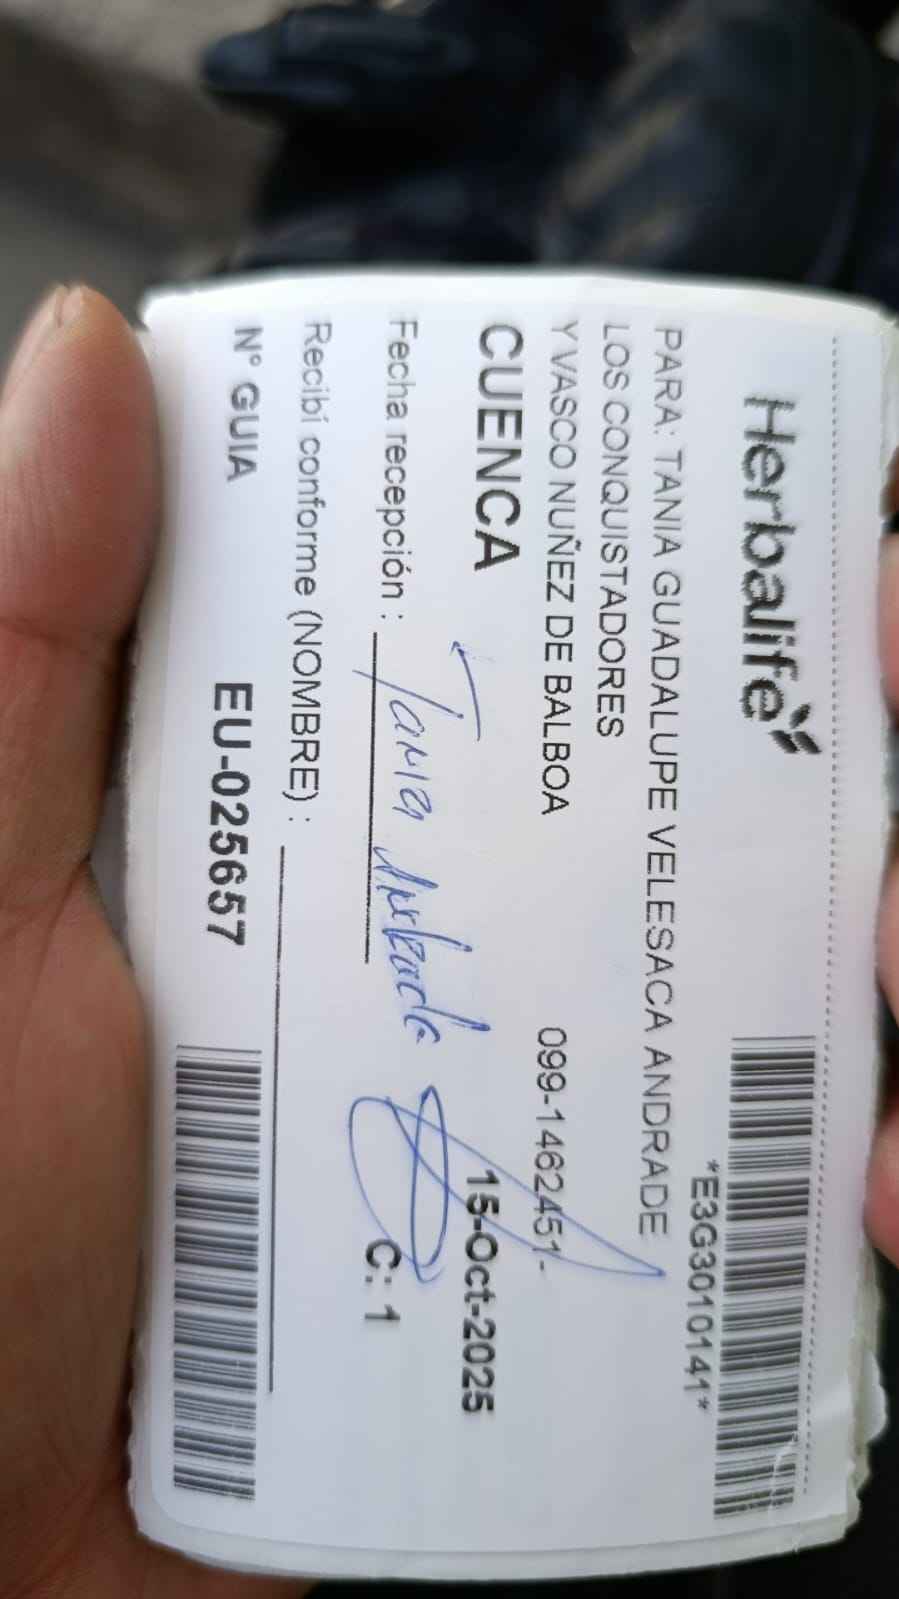 Herbalife
*E3G3010141*
PARA: TANIA GUADALUPE VELESACA ANDRADE
LOS CONQUISTADORES
Y VASCO NUÑEZ DE BALBOA 099-1462451-
CUENCA 15-Oct-2025
Fecha recepción : Tania Andrade C: 1
Recibí conforme (NOMBRE) :
N° GUIA EU-025657